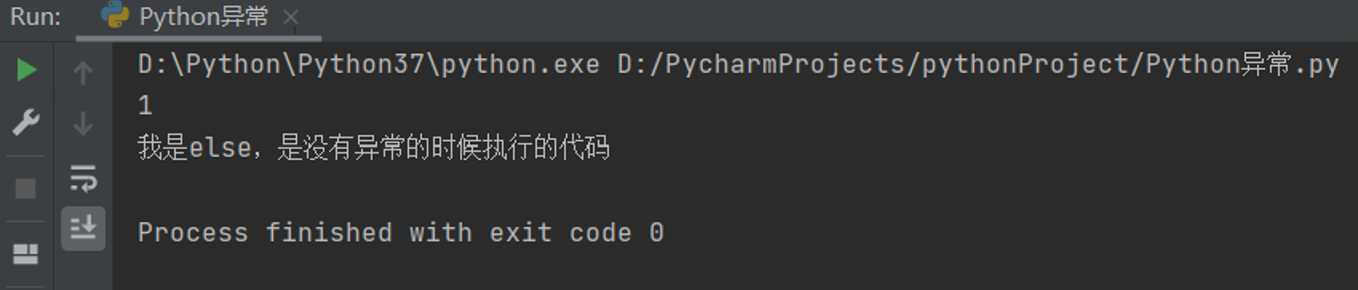 Run: Python异常
D:\Python\Python37\python.exe D:/PycharmProjects/pythonProject/Python异常.py
1
我是else，是没有异常的时候执行的代码
Process finished with exit code 0